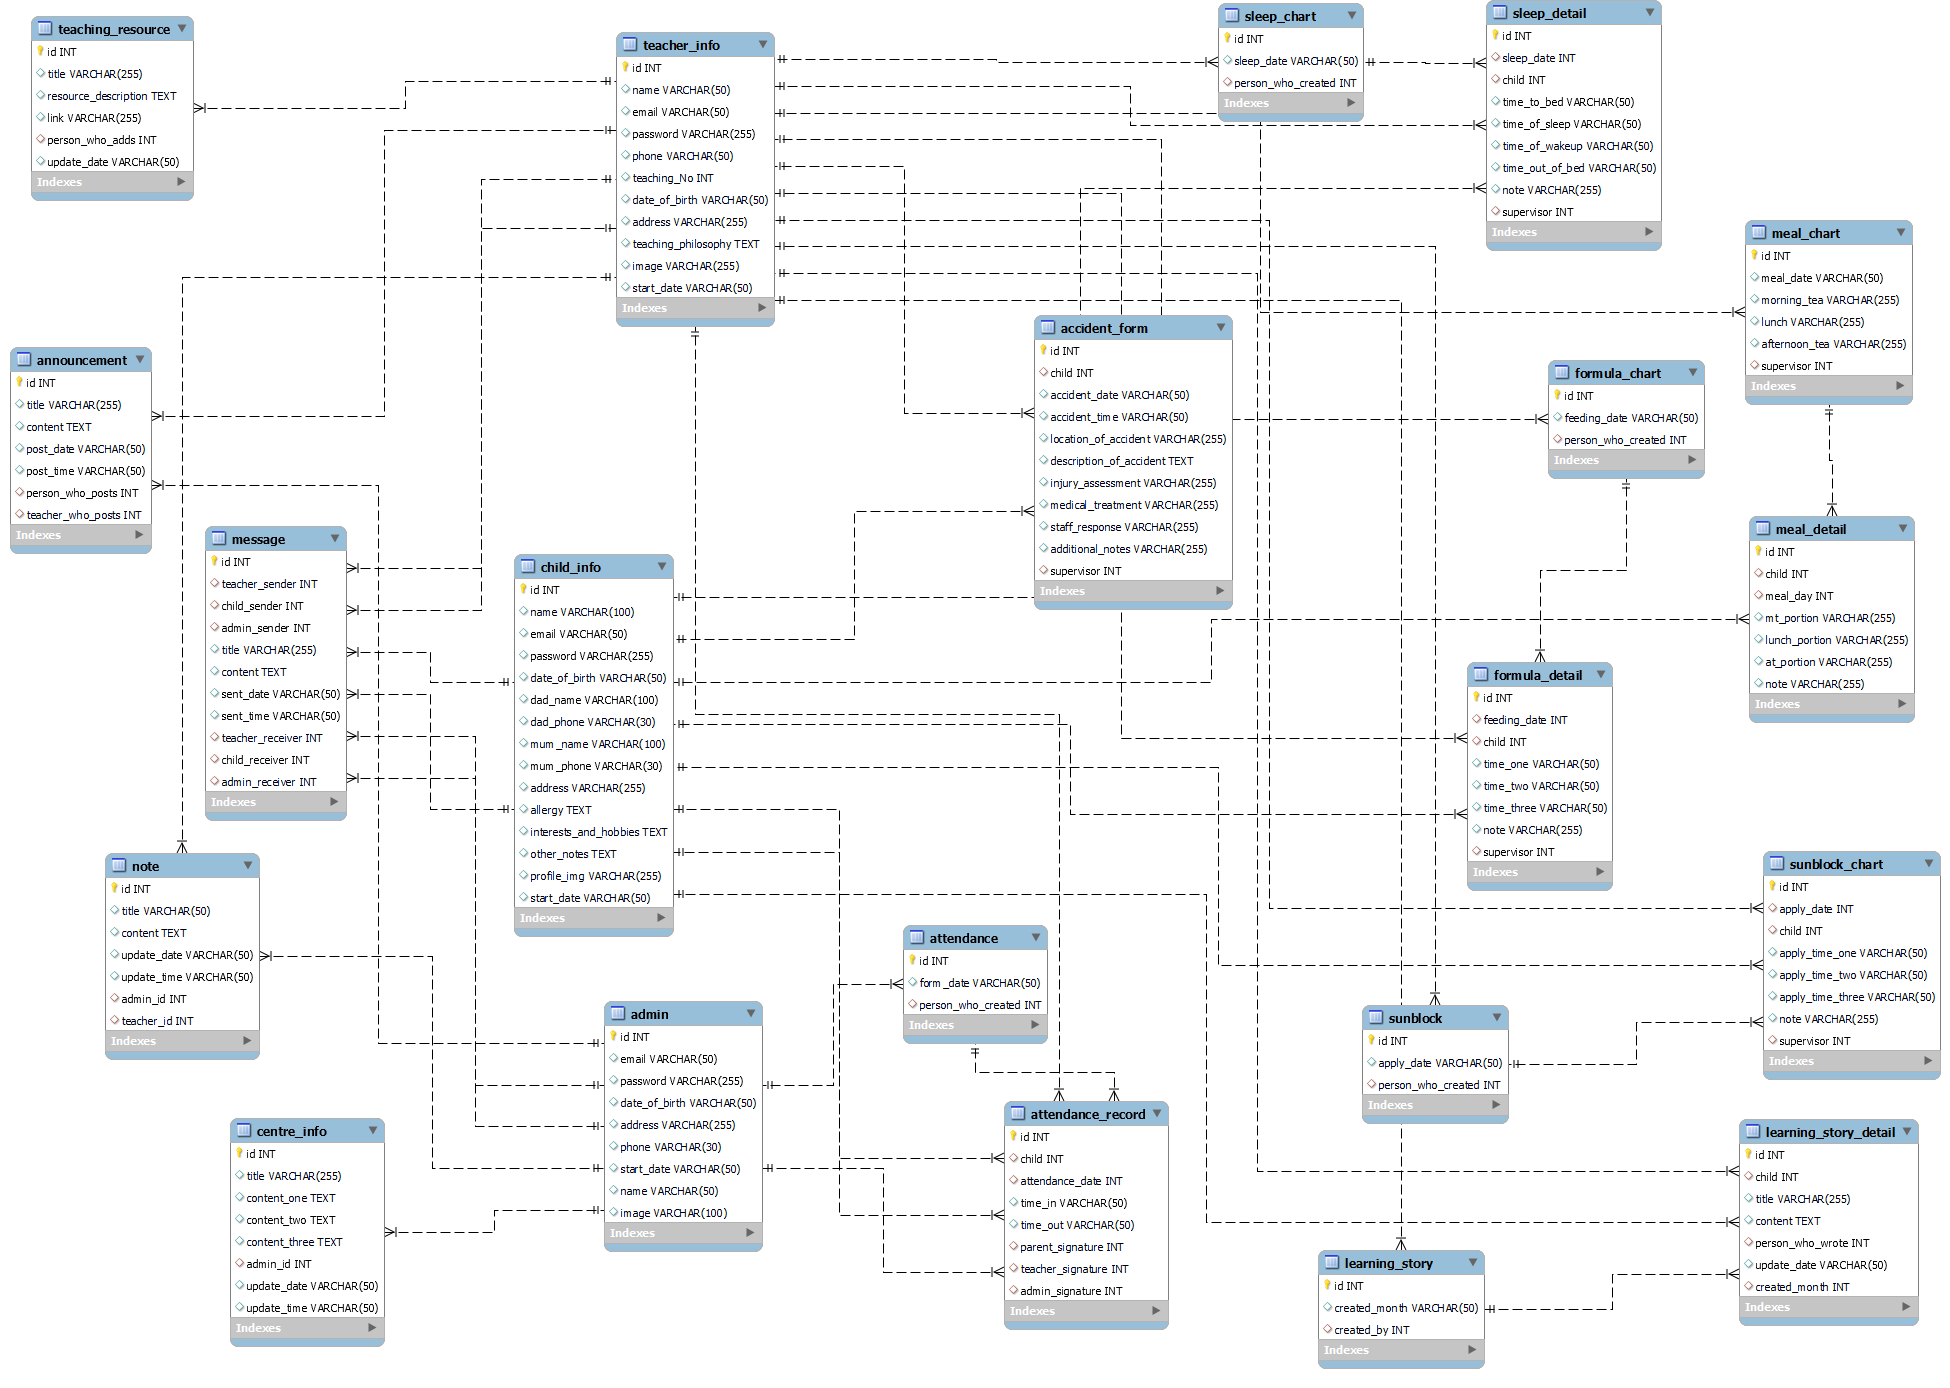 teaching_resource
id INT
title VARCHAR(255)
resource_description TEXT
link VARCHAR(255)
person_who_adds INT
update_date VARCHAR(50)
Indexes
teacher_info
id INT
name VARCHAR(50)
email VARCHAR(50)
password VARCHAR(255)
phone VARCHAR(50)
teaching_No INT
date_of_birth VARCHAR(50)
address VARCHAR(255)
teaching_philosophy TEXT
image VARCHAR(255)
start_date VARCHAR(50)
Indexes
sleep_chart
id INT
sleep_date VARCHAR(50)
person_who_created INT
Indexes
sleep_detail
id INT
sleep_date INT
child INT
time_to_bed VARCHAR(50)
time_of_sleep VARCHAR(50)
time_of_wakeup VARCHAR(50)
time_out_of_bed VARCHAR(50)
note VARCHAR(255)
supervisor INT
Indexes
meal_chart
id INT
meal_date VARCHAR(50)
morning_tea VARCHAR(255)
lunch VARCHAR(255)
afternoon_tea VARCHAR(255)
supervisor INT
Indexes
announcement
id INT
title VARCHAR(255)
content TEXT
post_date VARCHAR(50)
post_time VARCHAR(50)
person_who_posts INT
teacher_who_posts INT
Indexes
accident_form
id INT
child INT
accident_date VARCHAR(50)
accident_time VARCHAR(50)
location_of_accident VARCHAR(255)
description_of_accident TEXT
injury_assessment VARCHAR(255)
medical_treatment VARCHAR(255)
staff_response VARCHAR(255)
additional_notes VARCHAR(255)
supervisor INT
Indexes
formula_chart
id INT
feeding_date VARCHAR(50)
person_who_created INT
Indexes
message
id INT
teacher_sender INT
child_sender INT
admin_sender INT
title VARCHAR(255)
content TEXT
sent_date VARCHAR(50)
sent_time VARCHAR(50)
teacher_receiver INT
child_receiver INT
admin_receiver INT
Indexes
child_info
id INT
name VARCHAR(100)
email VARCHAR(50)
password VARCHAR(255)
date_of_birth VARCHAR(50)
dad_name VARCHAR(100)
dad_phone VARCHAR(30)
mum_name VARCHAR(100)
mum_phone VARCHAR(30)
address VARCHAR(255)
allergy TEXT
interests_and_hobbies TEXT
other_notes TEXT
profile_img VARCHAR(255)
start_date VARCHAR(50)
Indexes
meal_detail
id INT
child INT
meal_day INT
mt_portion VARCHAR(255)
lunch_portion VARCHAR(255)
at_portion VARCHAR(255)
note VARCHAR(255)
Indexes
formula_detail
id INT
feeding_date INT
child INT
time_one VARCHAR(50)
time_two VARCHAR(50)
time_three VARCHAR(50)
note VARCHAR(255)
supervisor INT
Indexes
note
id INT
title VARCHAR(50)
content TEXT
update_date VARCHAR(50)
update_time VARCHAR(50)
admin_id INT
teacher_id INT
Indexes
sunblock_chart
id INT
apply_date INT
child INT
apply_time_one VARCHAR(50)
apply_time_two VARCHAR(50)
apply_time_three VARCHAR(50)
note VARCHAR(255)
supervisor INT
Indexes
attendance
id INT
form_date VARCHAR(50)
person_who_created INT
Indexes
admin
id INT
email VARCHAR(50)
password VARCHAR(255)
date_of_birth VARCHAR(50)
address VARCHAR(255)
phone VARCHAR(30)
start_date VARCHAR(50)
name VARCHAR(50)
image VARCHAR(100)
Indexes
sunblock
id INT
apply_date VARCHAR(50)
person_who_created INT
Indexes
centre_info
id INT
title VARCHAR(255)
content_one TEXT
content_two TEXT
content_three TEXT
admin_id INT
update_date VARCHAR(50)
update_time VARCHAR(50)
Indexes
attendance_record
id INT
child INT
attendance_date INT
time_in VARCHAR(50)
time_out VARCHAR(50)
parent_signature INT
teacher_signature INT
admin_signature INT
Indexes
learning_story_detail
id INT
child INT
title VARCHAR(255)
content TEXT
person_who_wrote INT
update_date VARCHAR(50)
created_month INT
Indexes
learning_story
id INT
created_month VARCHAR(50)
created_by INT
Indexes